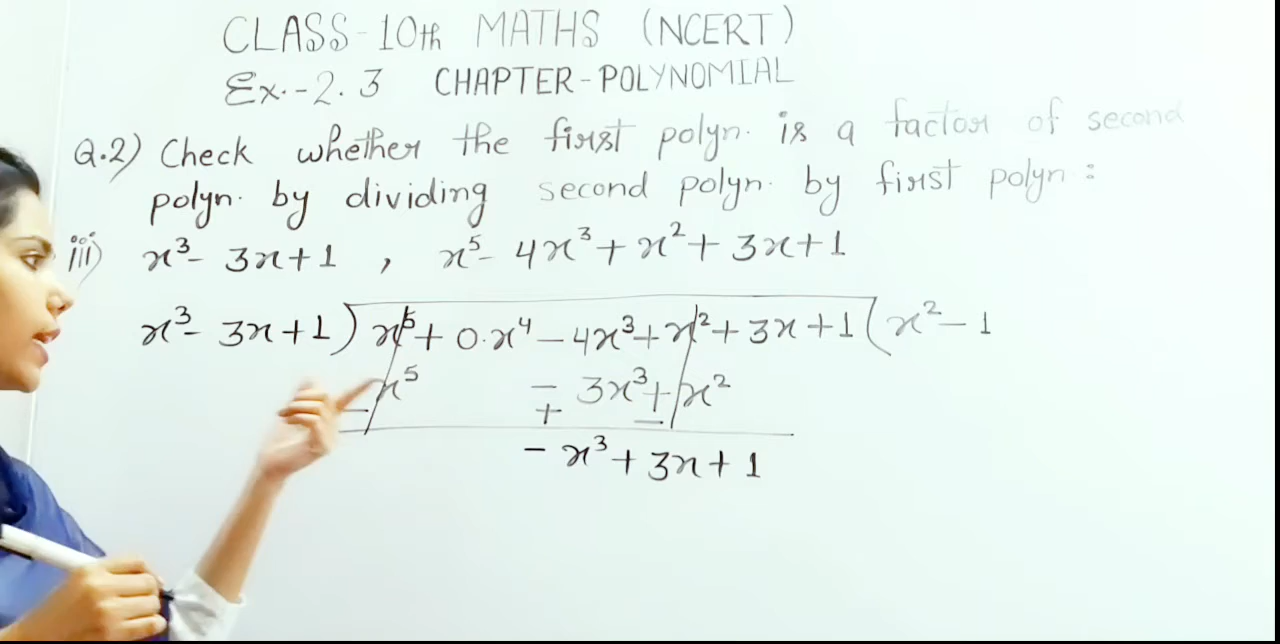 CLASS-10th MATHS (NCERT)
Ex.-2.3 CHAPTER-POLYNOMIAL
Q.2) Check whether the first polyn. is a factor of second
polyn. by dividing second polyn. by first polyn:
iii) x³- 3x+1 , x⁵- 4x³+x²+3x+1
x³- 3x+1) x⁵+ 0.x⁴ - 4x³+x²+3x+1 (x²-1
x⁵ - 3x³+x²
- + -
- x³+3x+1